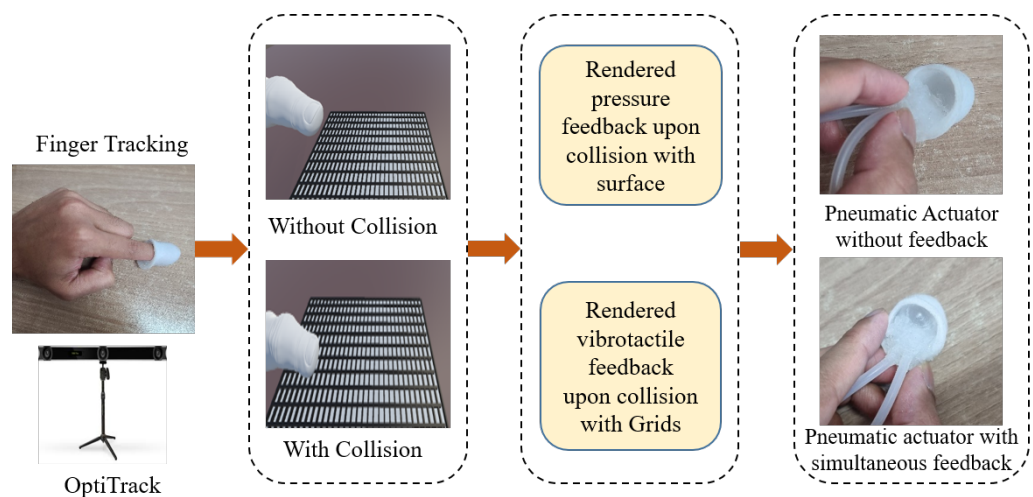 Finger Tracking
OptiTrack
Without Collision
With Collision
Rendered
pressure
feedback upon
collision with
surface
Rendered
vibrotactile
feedback
upon collision
with Grids
Pneumatic Actuator
without feedback
Pneumatic actuator with
simultaneous feedback